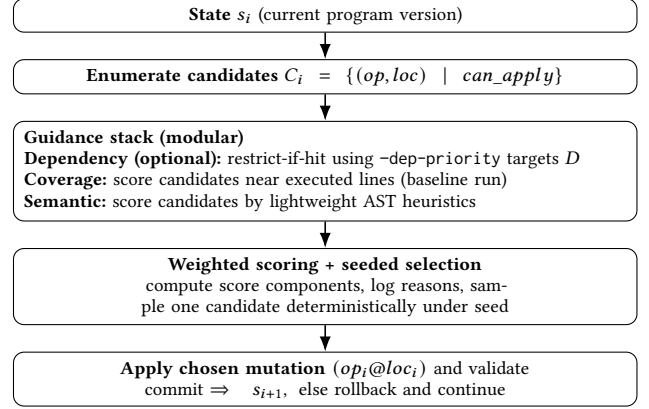 State s_i (current program version)
Enumerate candidates C_i = {(op, loc) | can_apply}
Guidance stack (modular)
Dependency (optional): restrict-if-hit using -dep-priority targets D
Coverage: score candidates near executed lines (baseline run)
Semantic: score candidates by lightweight AST heuristics
Weighted scoring + seeded selection
compute score components, log reasons, sam-
ple one candidate deterministically under seed
Apply chosen mutation (op_i@loc_i) and validate
commit ⇒ s_{i+1}, else rollback and continue